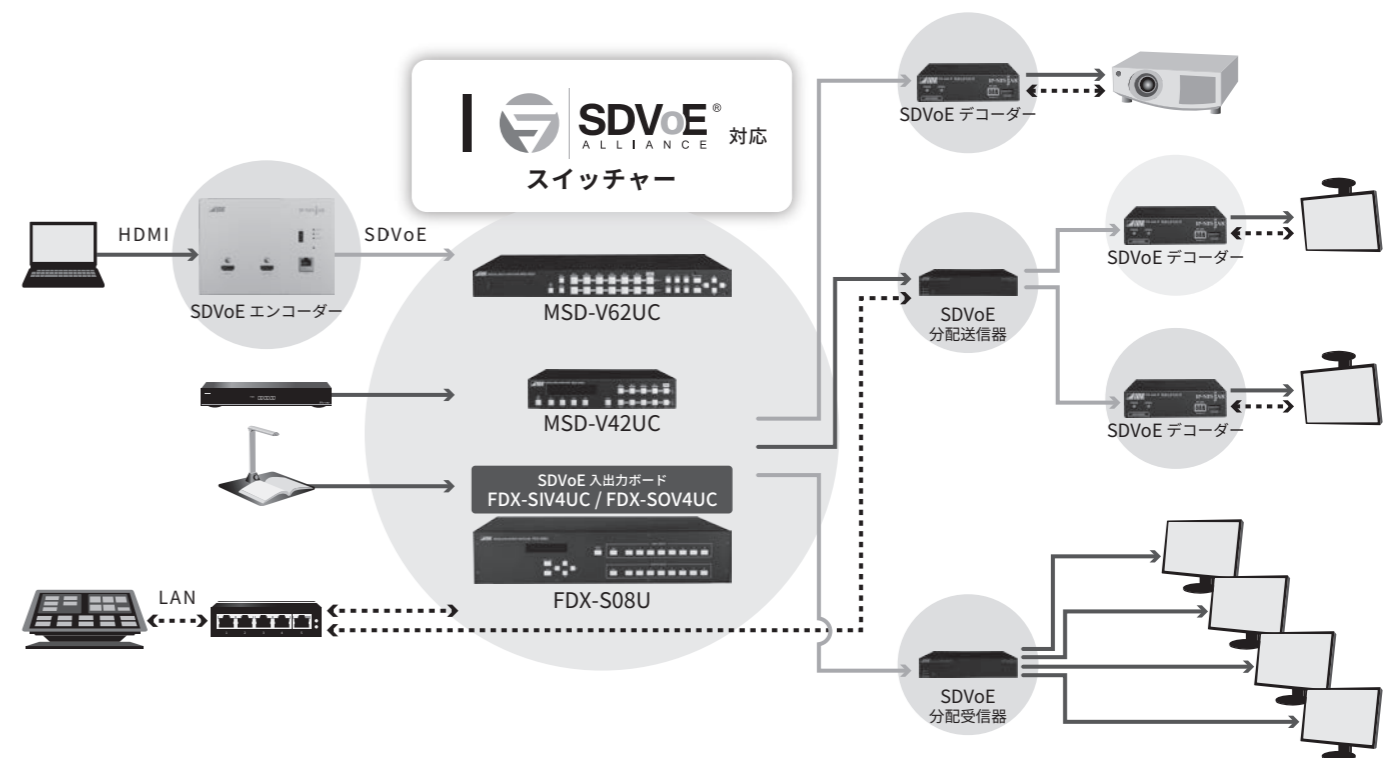 SDVoE® 対応
ALLIANCE
スイッチャー
HDMI
SDVoE
SDVoE エンコーダー
MSD-V62UC
MSD-V42UC
SDVoE 入出力ボード
FDX-SIV4UC / FDX-SOV4UC
FDX-S08U
LAN
SDVoE デコーダー
SDVoE
分配送信器
SDVoE デコーダー
SDVoE デコーダー
SDVoE
分配受信器